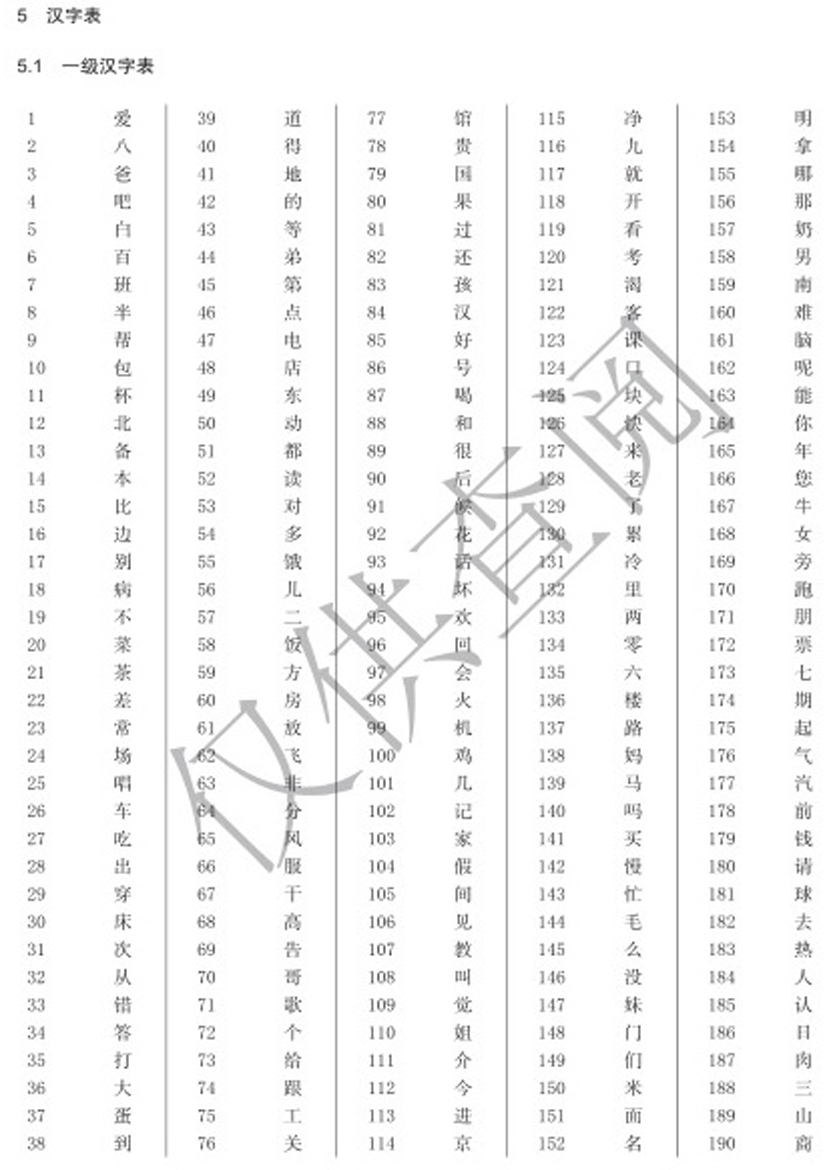 5 汉字表
5.1 一级汉字表
1 爱
2 八
3 爸
4 吧
5 白
6 百
7 班
8 半
9 帮
10 包
11 杯
12 北
13 备
14 本
15 比
16 边
17 别
18 病
19 不
20 菜
21 茶
22 差
23 常
24 场
25 唱
26 车
27 吃
28 出
29 穿
30 床
31 次
32 从
33 错
34 答
35 打
36 大
37 蛋
38 到
39 道
40 得
41 地
42 的
43 等
44 弟
45 第
46 点
47 电
48 店
49 东
50 动
51 都
52 读
53 对
54 多
55 饿
56 儿
57 二
58 饭
59 方
60 房
61 放
62 飞
63 非
64 分
65 风
66 服
67 干
68 高
69 告
70 哥
71 歌
72 个
73 给
74 跟
75 工
76 关
77 馆
78 贵
79 国
80 果
81 过
82 还
83 孩
84 汉
85 好
86 号
87 喝
88 和
89 很
90 后
91 候
92 花
93 话
94 坏
95 欢
96 回
97 会
98 火
99 机
100 鸡
101 几
102 记
103 家
104 假
105 间
106 见
107 教
108 叫
109 觉
110 姐
111 介
112 今
113 进
114 京
115 净
116 九
117 就
118 开
119 看
120 考
121 渴
122 客
123 课
124 口
125 块
126 快
127 来
128 老
129 了
130 累
131 冷
132 里
133 两
134 零
135 六
136 楼
137 路
138 妈
139 马
140 吗
141 买
142 慢
143 忙
144 毛
145 么
146 没
147 妹
148 门
149 们
150 米
151 面
152 名
153 明
154 拿
155 哪
156 那
157 奶
158 男
159 南
160 难
161 脑
162 呢
163 能
164 你
165 年
166 您
167 牛
168 女
169 旁
170 跑
171 朋
172 票
173 七
174 期
175 起
176 气
177 汽
178 前
179 钱
180 请
181 球
182 去
183 热
184 人
185 认
186 日
187 肉
188 三
189 山
190 商
仅供查阅